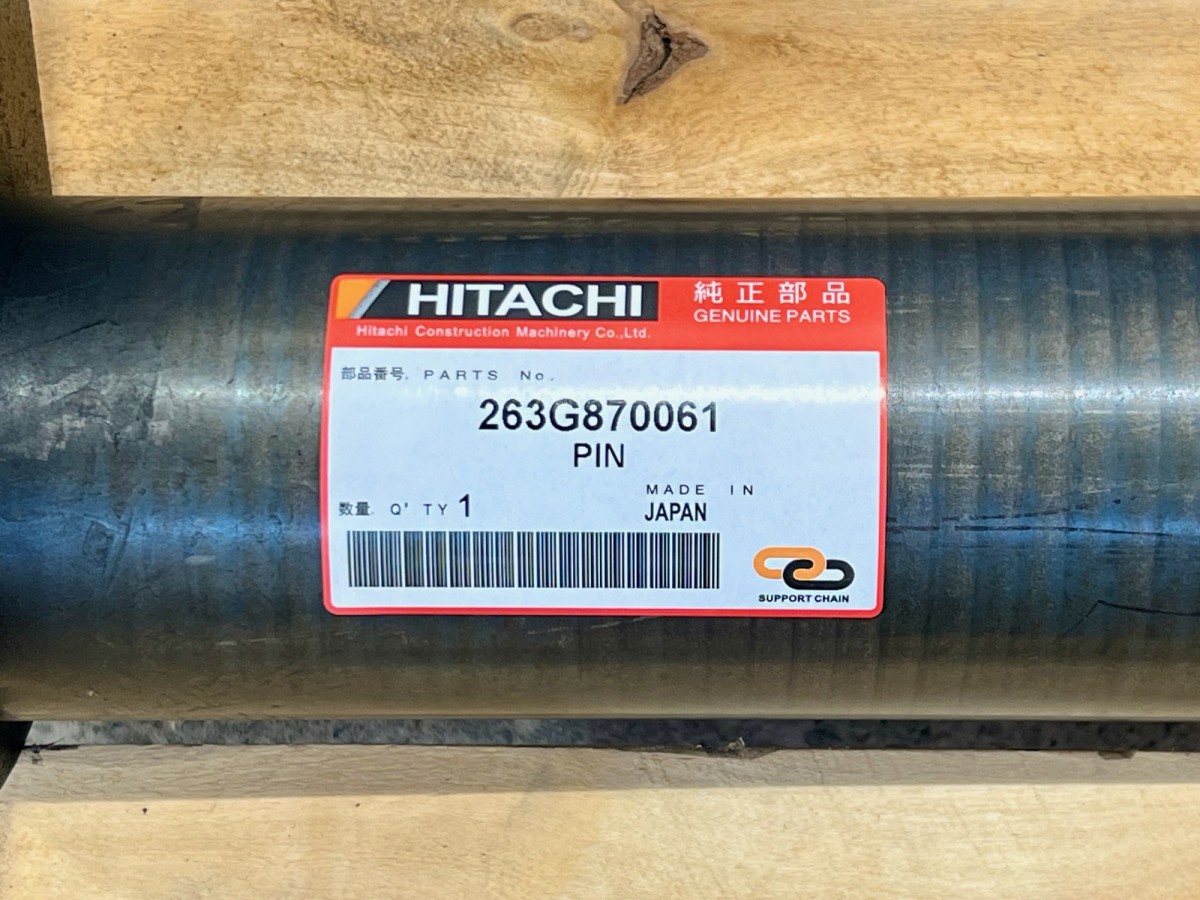 HITACHI
Hitachi Construction Machinery Co.,Ltd.
純正部品
GENUINE PARTS
部品番号. PARTS No.
263G870061
PIN
MADE IN
数量. Q'TY 1
JAPAN
SUPPORT CHAIN